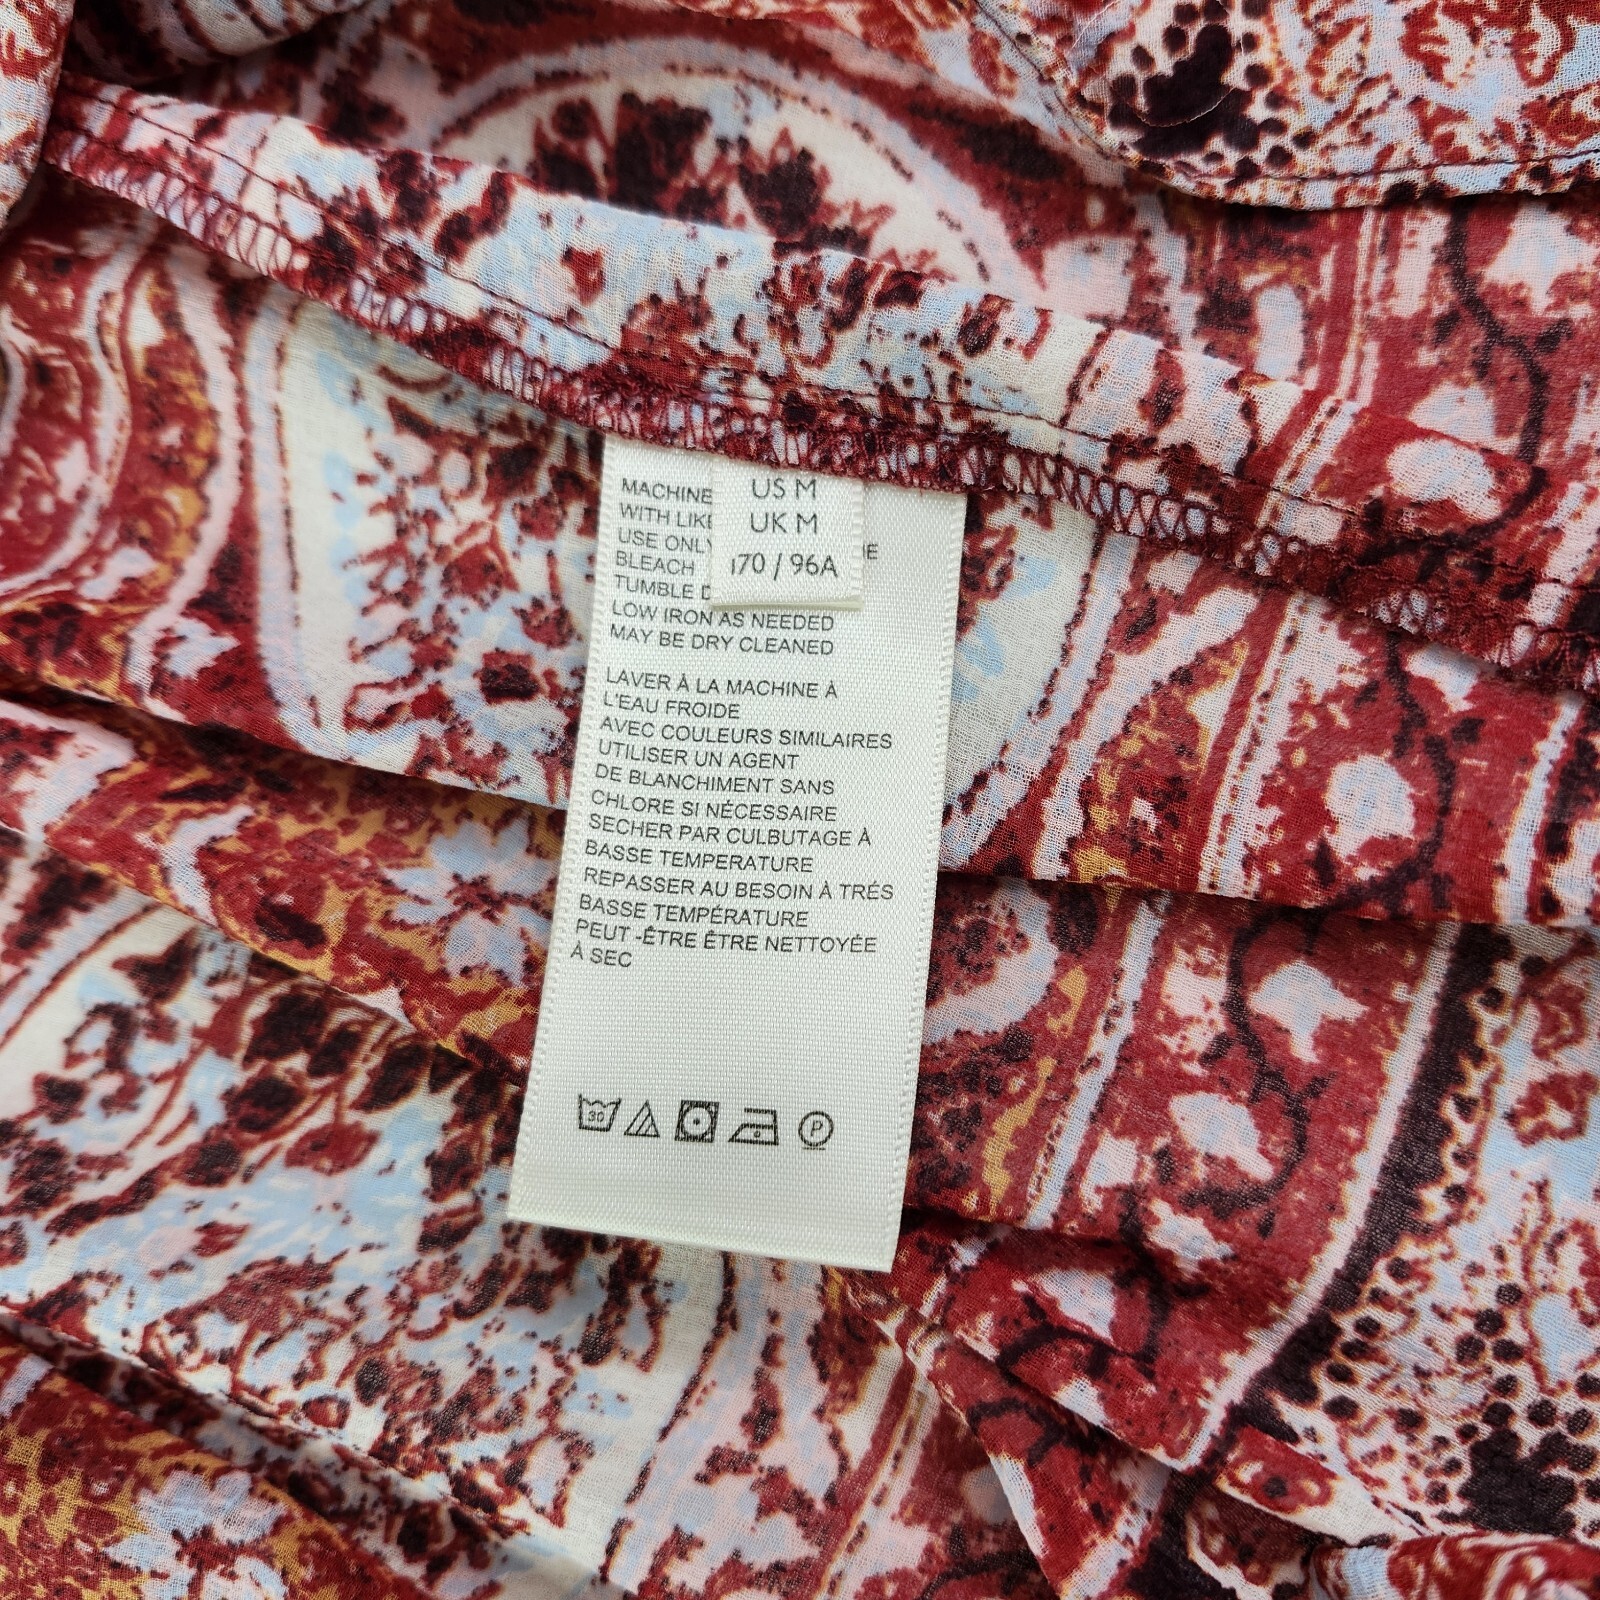 US M
UK M
170 / 96A
MACHINE
WITH
USE ONLY
BLEACH
TUMBLE
LOW IRON AS NEEDED
MAY BE DRY CLEANED
LAVER À LA MACHINE À
L'EAU FROIDE
AVEC COULEURS SIMILAIRES
UTILISER UN AGENT
DE BLANCHIMENT SANS
CHLORE SI NÉCESSAIRE
SECHER PAR CULBUTAGE À
BASSE TEMPERATURE
REPASSER AU BESOIN À TRÉS
BASSE TEMPÉRATURE
PEUT -ÊTRE ÊTRE NETTOYÉE
À SEC
30 P